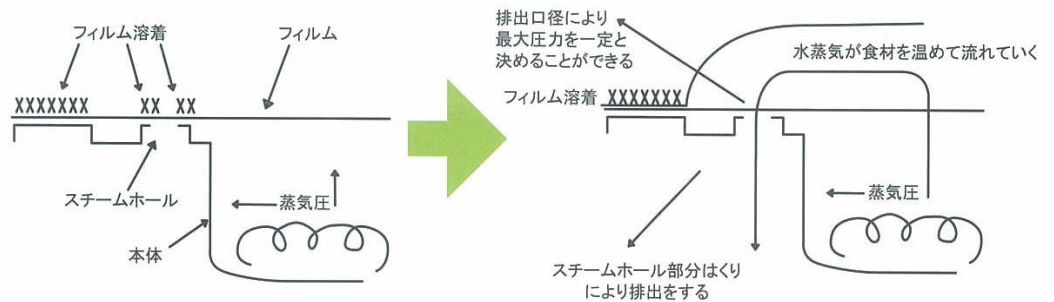 フィルム溶着
フィルム
XXXXXXX
XX
XX
スチームホール
蒸気圧
本体
排出口径により
最大圧力を一定と
決めることができる
水蒸気が食材を温めて流れていく
フィルム溶着
XXXXXXX
蒸気圧
スチームホール部分はくり
により排出をする